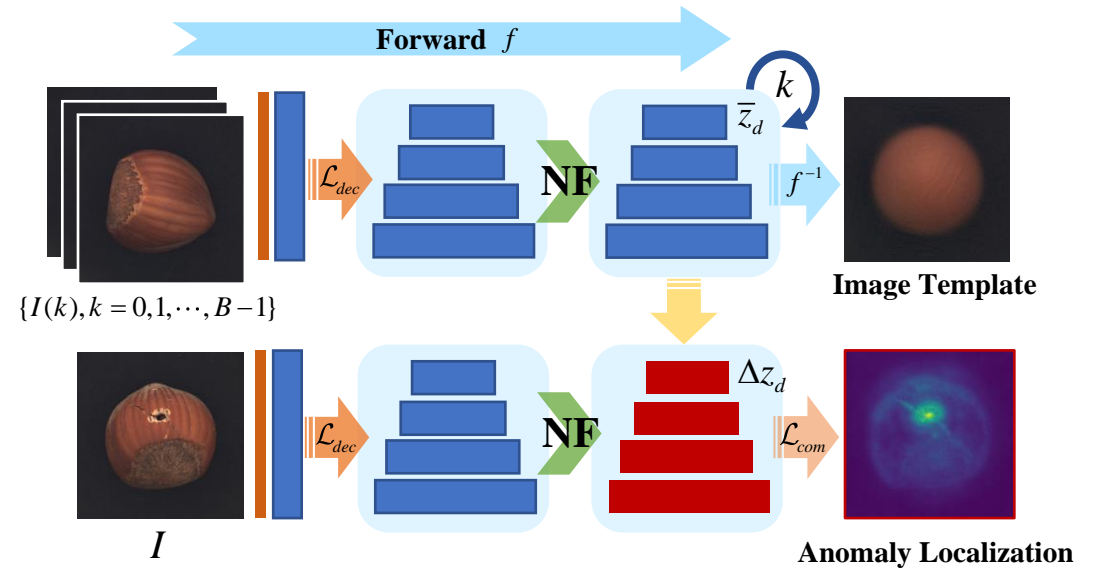 Forward f
k
z̄_d
ℒ_dec
NF
f⁻¹
Image Template
{I(k), k = 0,1,⋯, B−1}
Δz_d
ℒ_dec
NF
ℒ_com
I
Anomaly Localization